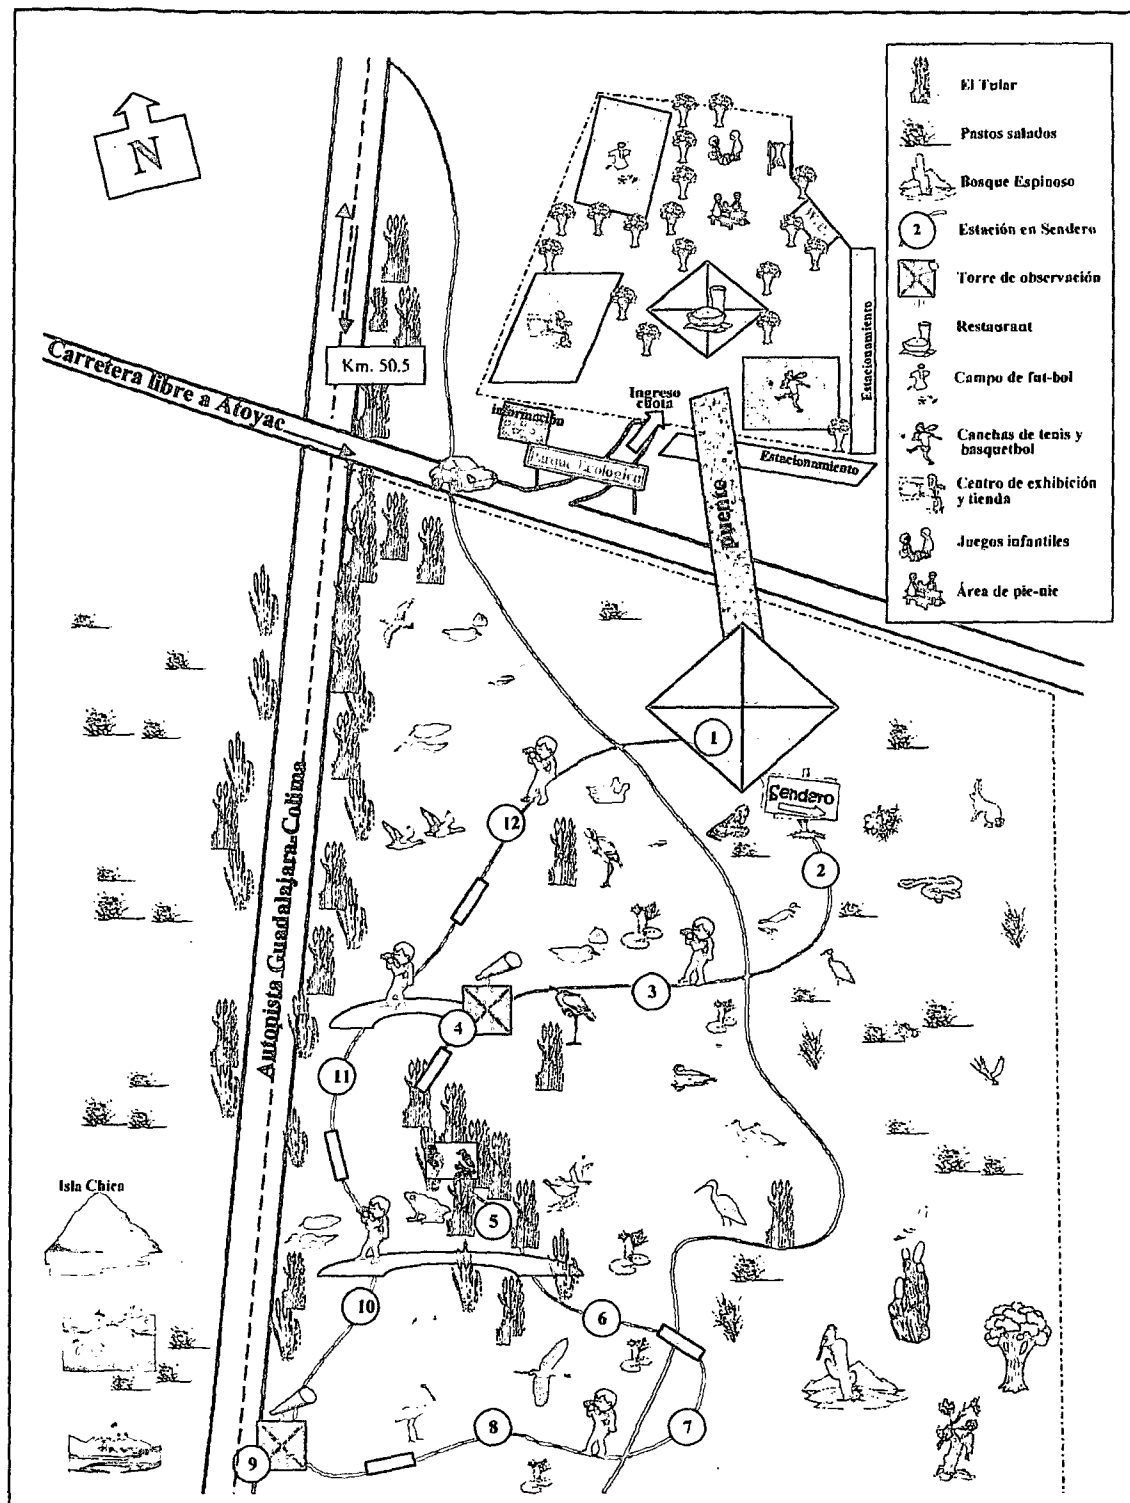 N
El Tular
Pastos salados
Bosque Espinoso
2
Estación en Sendero
Torre de observación
Restaurant
Campo de fut-bol
Canchas de tenis y
basquetbol
Centro de exhibición
y tienda
Juegos infantiles
Área de pic-nic
W.C.
Estacionamiento
Km. 50.5
Carretera libre a Atoyac
Ingreso
cuota
información
Parque Ecologico
Estacionamiento
puente
Autopista Guadalajara-Colima
1
Sendero
12
2
3
4
11
Isla Chica
5
10
6
7
8
9